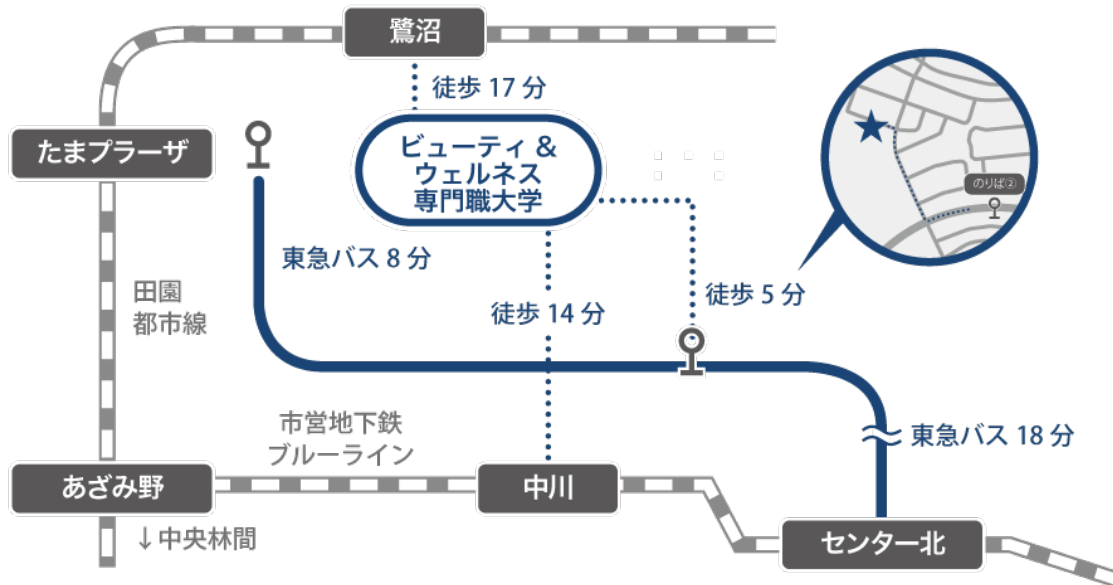 鷺沼
徒歩 17 分
たまプラーザ
ビューティ &
ウェルネス
専門職大学
のりば②
東急バス 8 分
田園
都市線
徒歩 14 分
徒歩 5 分
市営地下鉄
ブルーライン
東急バス 18 分
あざみ野
中川
↓中央林間
センター北